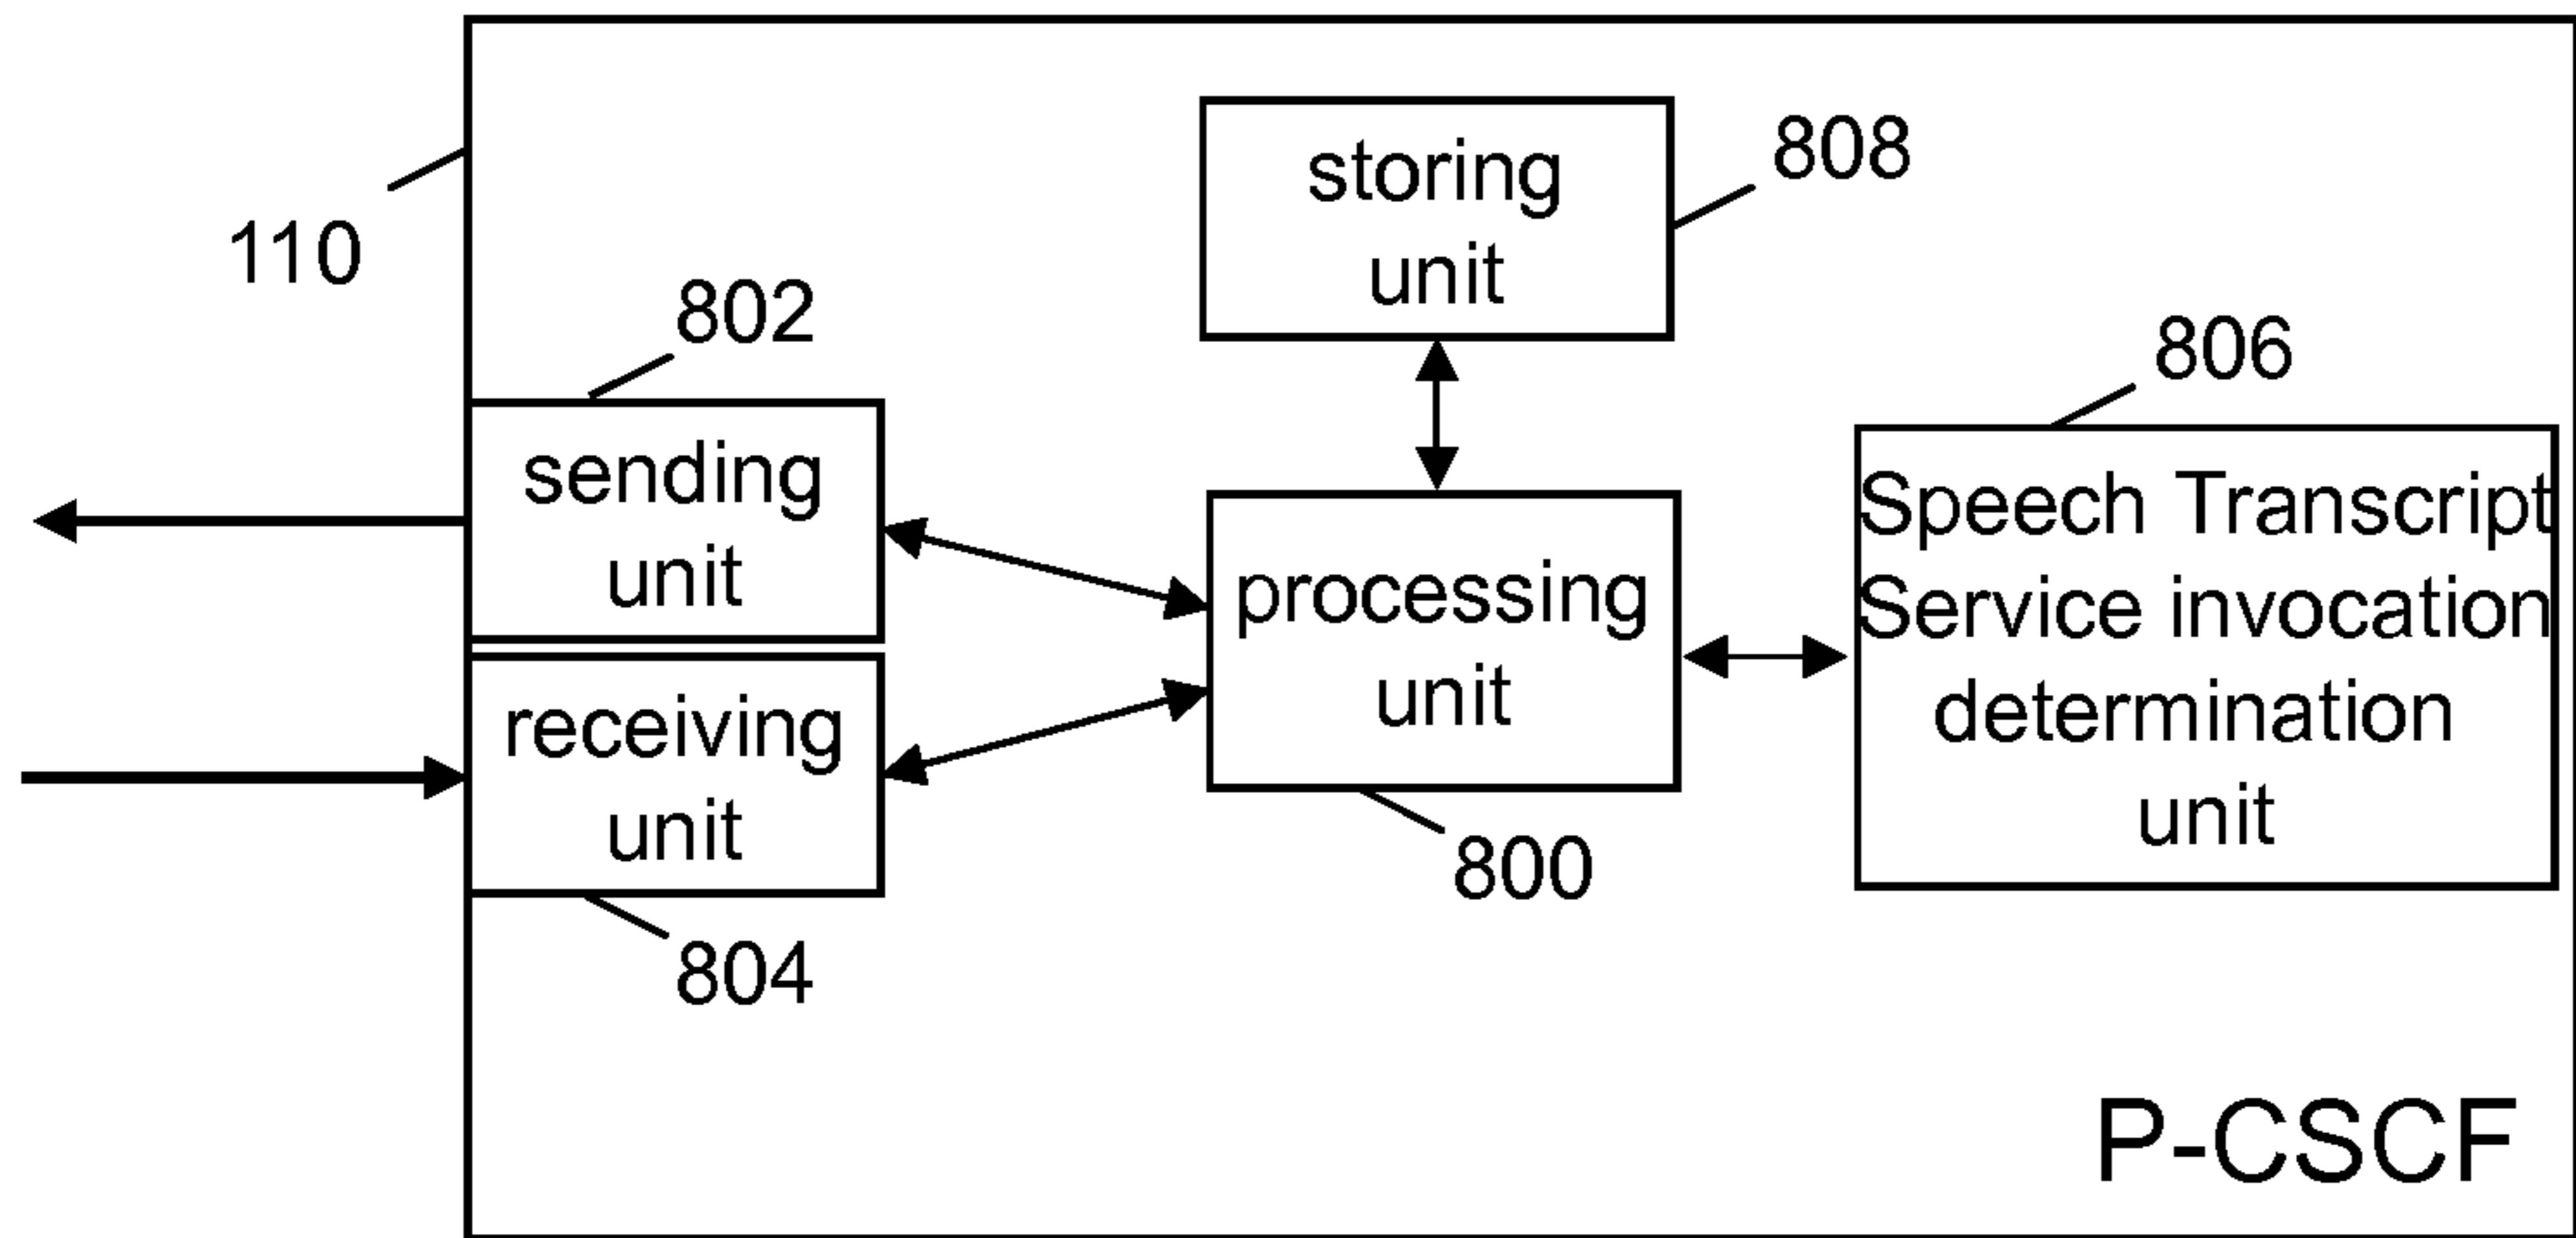 storing
unit
808
110
802
806
sending
unit
Speech Transcript
Service invocation
determination
unit
processing
unit
receiving
unit
800
804
P-CSCF